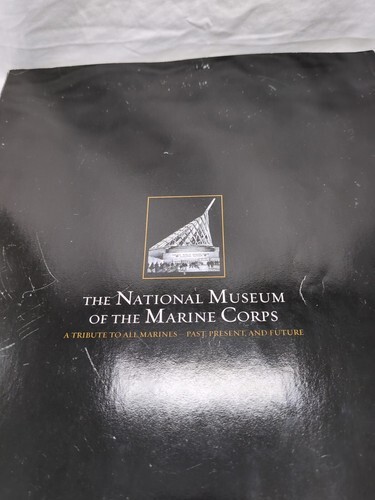 THE NATIONAL MUSEUM
OF THE MARINE CORPS
A TRIBUTE TO ALL MARINES – PAST, PRESENT, AND FUTURE